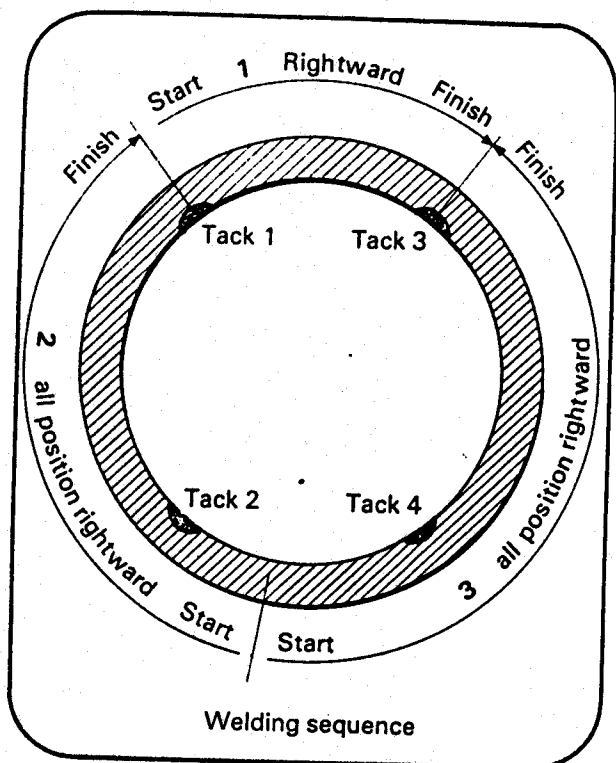 Start 1 Rightward Finish
Finish
Finish
Tack 1
Tack 3
2 all position rightward Start
Tack 2
Tack 4
3 all position rightward
Start
Welding sequence